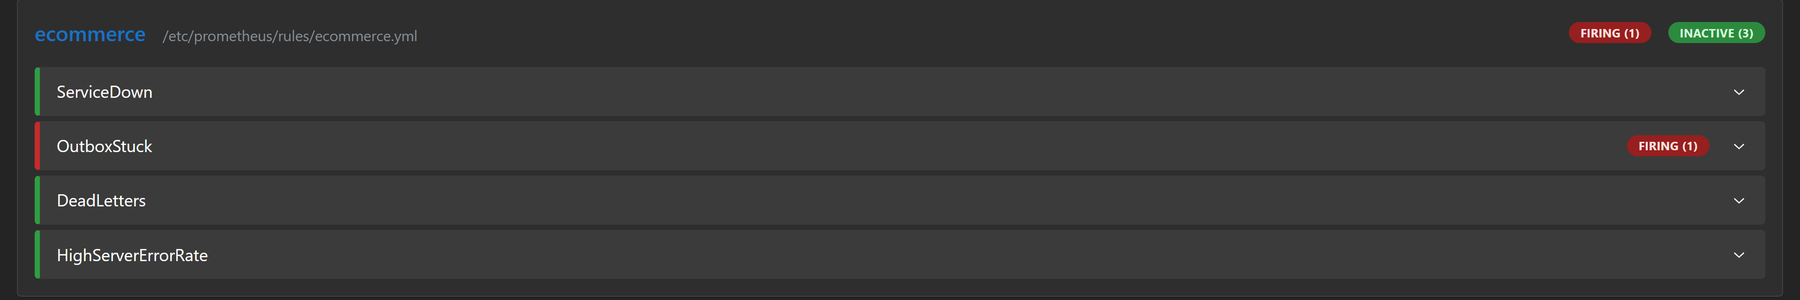 ecommerce /etc/prometheus/rules/ecommerce.yml FIRING (1) INACTIVE (3)
ServiceDown
OutboxStuck FIRING (1)
DeadLetters
HighServerErrorRate